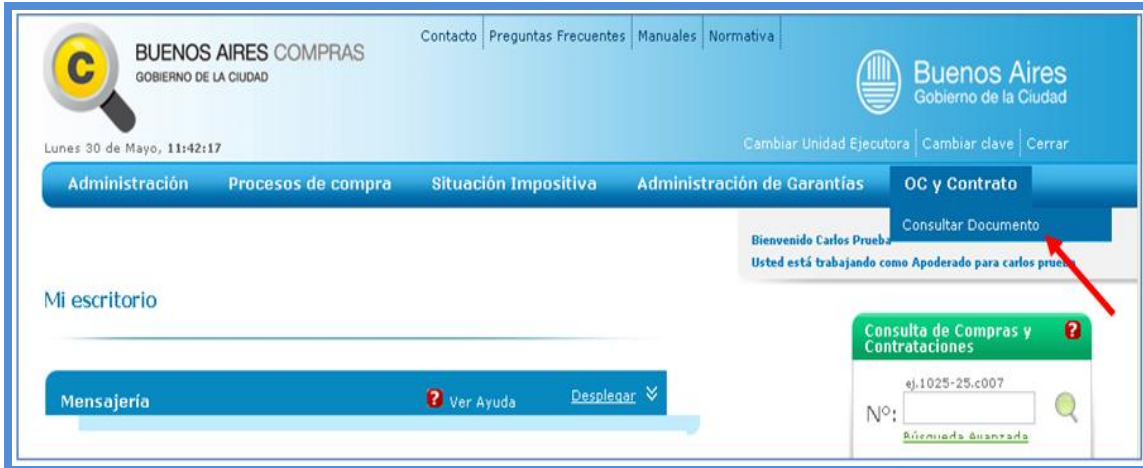 Contacto Preguntas Frecuentes Manuales Normativa
C
BUENOS AIRES COMPRAS
GOBIERNO DE LA CIUDAD
Buenos Aires
Gobierno de la Ciudad
Lunes 30 de Mayo, 11:42:17
Cambiar Unidad Ejecutora Cambiar clave Cerrar
Administración Procesos de compra Situación Impositiva Administración de Garantías OC y Contrato
Consultar Documento
Bienvenido Carlos Prueba
Usted está trabajando como Apoderado para carlos prueba
Mi escritorio
Consulta de Compras y ?
Contrataciones
ej.1025-25.c007
Nº:
Búsqueda Avanzada
Mensajería ? Ver Ayuda Desplegar